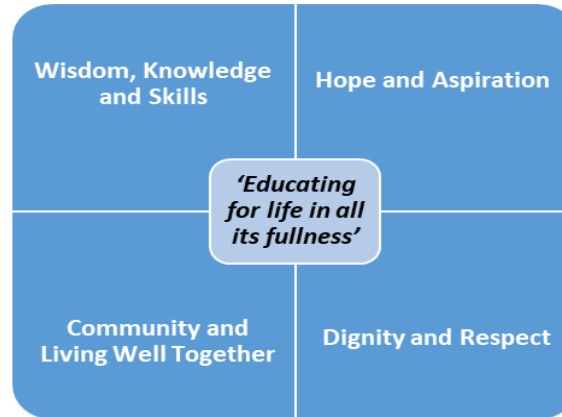 Wisdom, Knowledge
and Skills
Hope and Aspiration
‘Educating
for life in all
its fullness’
Community and
Living Well Together
Dignity and Respect